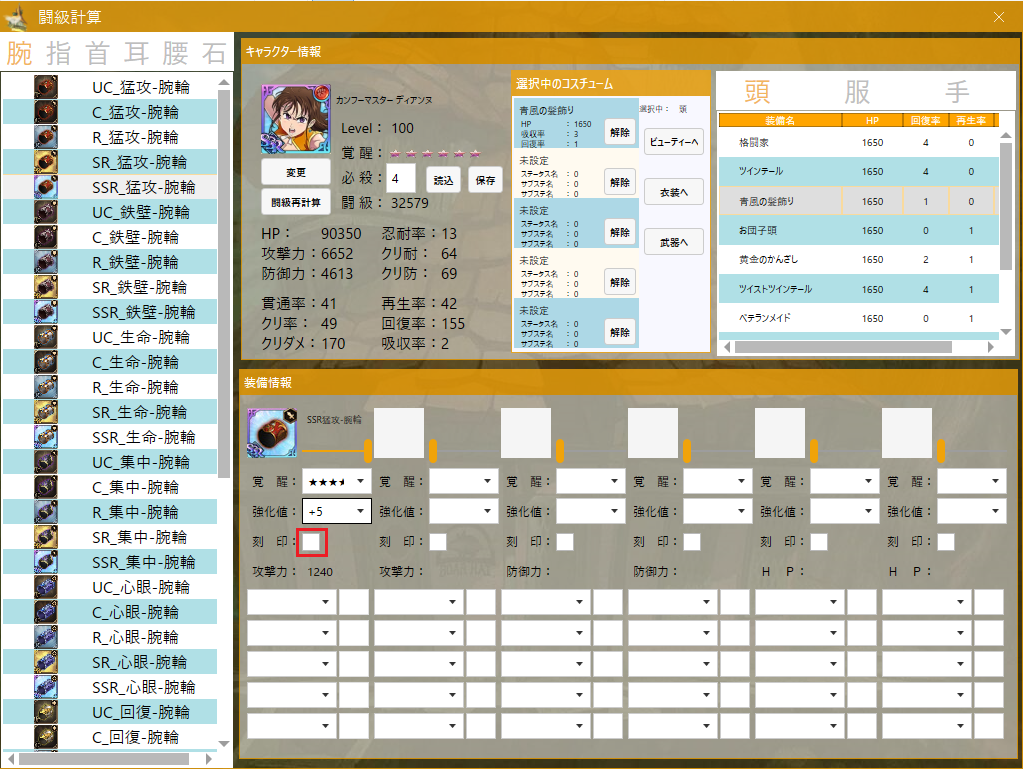 闘級計算
腕 指 首 耳 腰 石
UC_猛攻-腕輪
C_猛攻-腕輪
R_猛攻-腕輪
SR_猛攻-腕輪
SSR_猛攻-腕輪
UC_鉄壁-腕輪
C_鉄壁-腕輪
R_鉄壁-腕輪
SR_鉄壁-腕輪
SSR_鉄壁-腕輪
UC_生命-腕輪
C_生命-腕輪
R_生命-腕輪
SR_生命-腕輪
SSR_生命-腕輪
UC_集中-腕輪
C_集中-腕輪
R_集中-腕輪
SR_集中-腕輪
SSR_集中-腕輪
UC_心眼-腕輪
C_心眼-腕輪
R_心眼-腕輪
SR_心眼-腕輪
SSR_心眼-腕輪
UC_回復-腕輪
C_回復-腕輪
キャラクター情報
カンフーマスター ディアンヌ
Level： 100
覚 醒：
必 殺： 4 読込 保存
闘 級： 32579
変更
闘級再計算
HP： 90350 忍耐率：13
攻撃力：6652 クリ耐： 64
防御力：4613 クリ防： 69
貫通率：41 再生率：42
クリ率： 49 回復率：155
クリダメ：170 吸収率：2
選択中のコスチューム
青風の髪飾り
HP ：1650
吸収率 ：3
回復率 ：1
解除
未設定
ステータス名 ：0
サブステ名 ：0
サブステ名 ：0
解除
未設定
ステータス名 ：0
サブステ名 ：0
サブステ名 ：0
解除
未設定
ステータス名 ：0
サブステ名 ：0
サブステ名 ：0
解除
未設定
ステータス名 ：0
サブステ名 ：0
サブステ名 ：0
解除
選択中： 頭
ビューティーへ
衣装へ
武器へ
頭 服 手
装備名 HP 回復率 再生率
格闘家 1650 4 0
ツインテール 1650 4 0
青風の髪飾り 1650 1 0
お団子頭 1650 0 1
黄金のかんざし 1650 2 1
ツイストツインテール 1650 4 1
ベテランメイド 1650 0 1
装備情報
SSR猛攻-腕輪
覚 醒： ★★★ 覚 醒： 覚 醒： 覚 醒： 覚 醒： 覚 醒：
強化値： +5 強化値： 強化値： 強化値： 強化値： 強化値：
刻 印： 刻 印： 刻 印： 刻 印： 刻 印： 刻 印：
攻撃力： 1240 攻撃力： 防御力： 防御力： H P： H P：